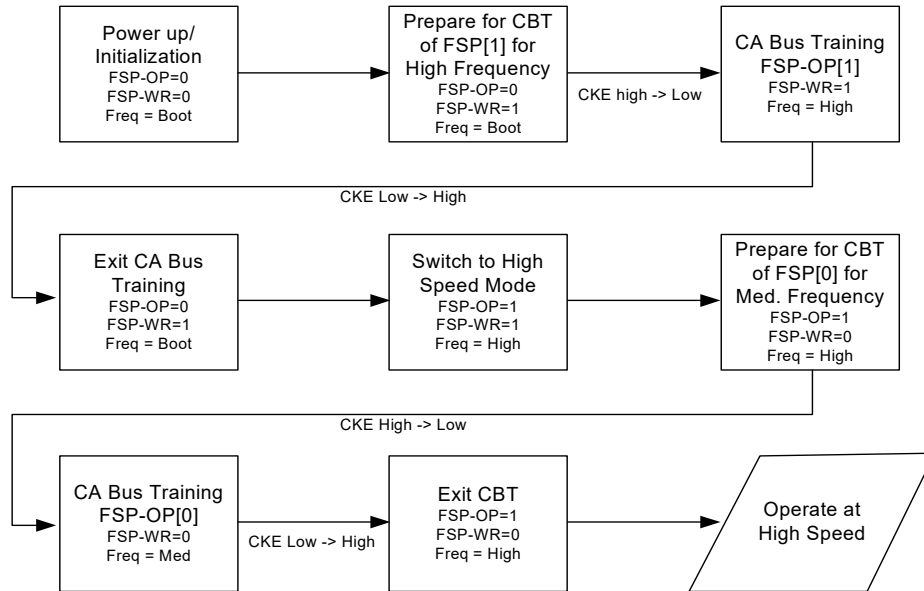 Power up/
Initialization
FSP-OP=0
FSP-WR=0
Freq = Boot
Prepare for CBT
of FSP[1] for
High Frequency
FSP-OP=0
FSP-WR=1
Freq = Boot
CKE high -> Low
CA Bus Training
FSP-OP[1]
FSP-WR=1
Freq = High
CKE Low -> High
Exit CA Bus
Training
FSP-OP=0
FSP-WR=1
Freq = Boot
Switch to High
Speed Mode
FSP-OP=1
FSP-WR=1
Freq = High
Prepare for CBT
of FSP[0] for
Med. Frequency
FSP-OP=1
FSP-WR=0
Freq = High
CKE High -> Low
CA Bus Training
FSP-OP[0]
FSP-WR=0
Freq = Med
CKE Low -> High
Exit CBT
FSP-OP=1
FSP-WR=0
Freq = High
Operate at
High Speed